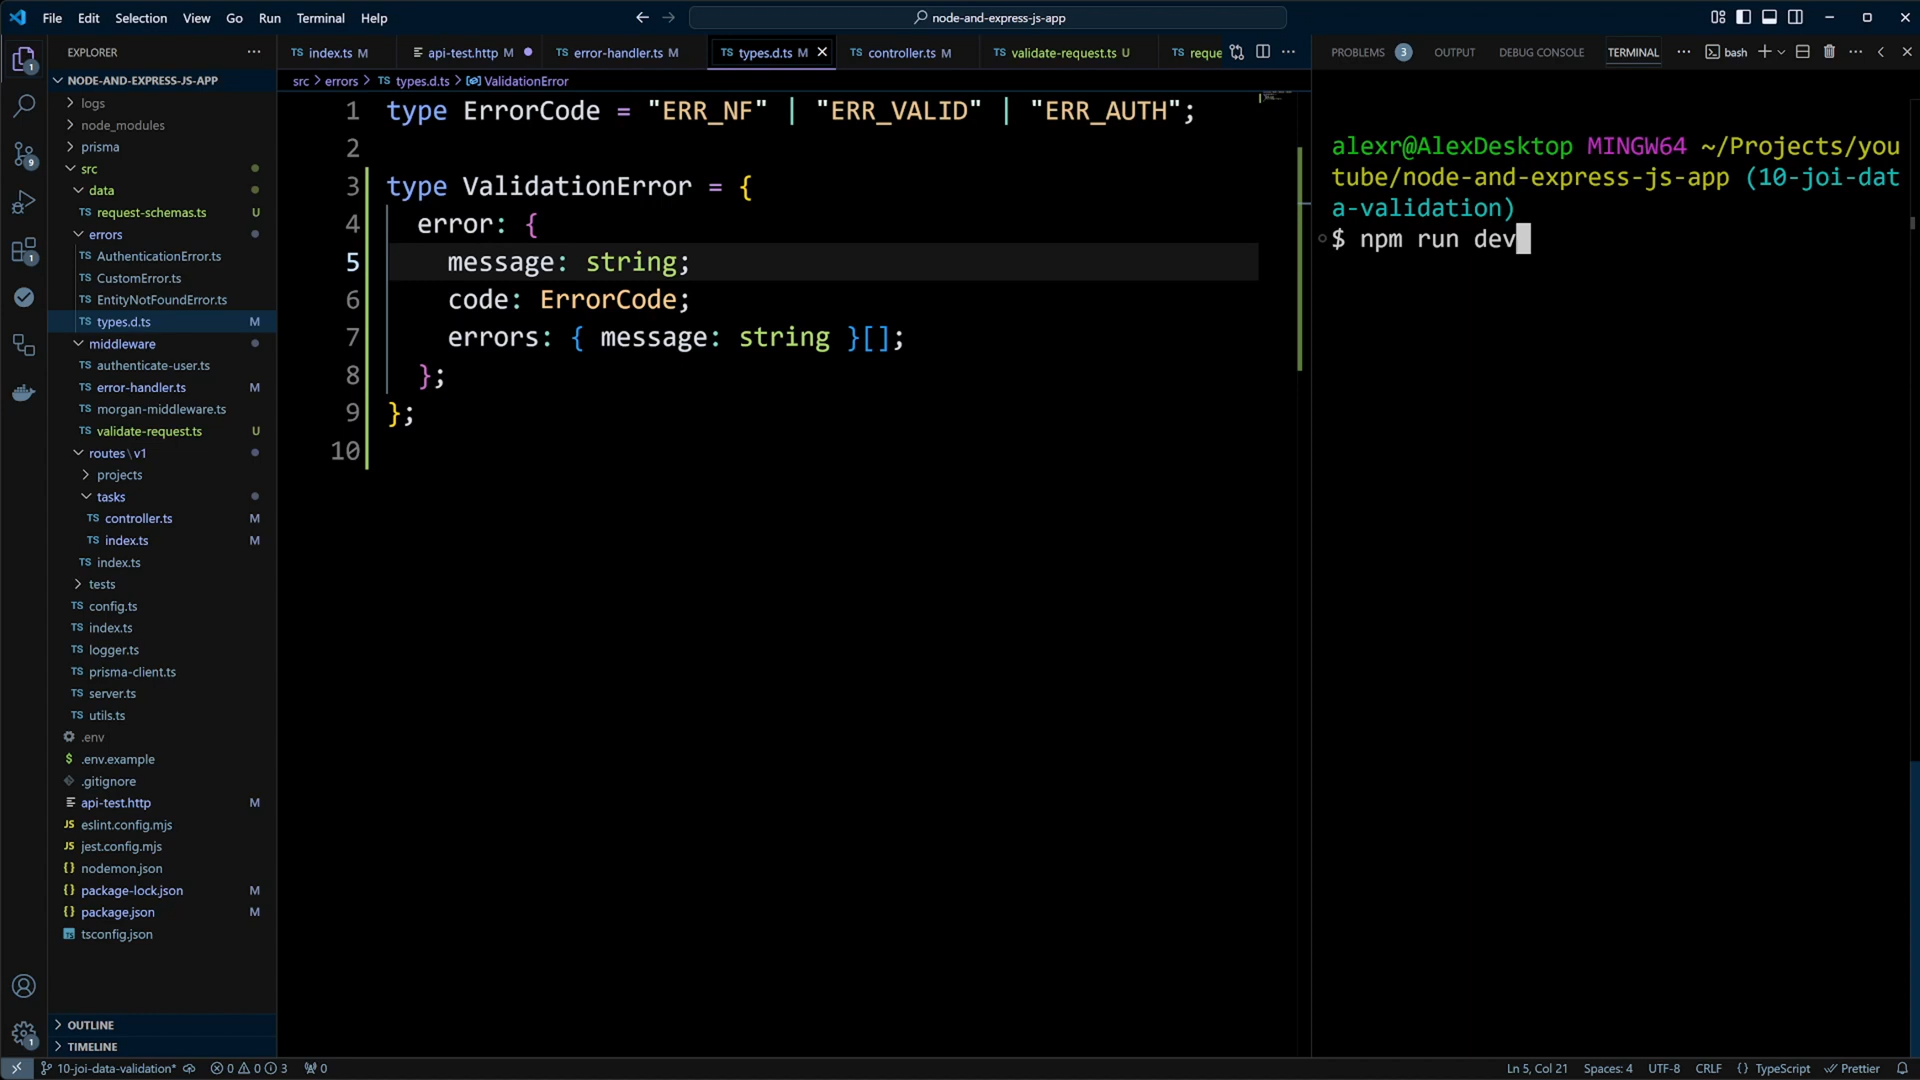 File Edit Selection View Go Run Terminal Help
node-and-express-js-app
EXPLORER
NODE-AND-EXPRESS-JS-APP
logs
node_modules
prisma
src
data
request-schemas.ts U
errors
AuthenticationError.ts
CustomError.ts
EntityNotFoundError.ts
types.d.ts M
middleware
authenticate-user.ts
error-handler.ts M
morgan-middleware.ts
validate-request.ts U
routes\v1
projects
tasks
controller.ts M
index.ts M
index.ts
tests
config.ts
index.ts
logger.ts
prisma-client.ts
server.ts
utils.ts
.env
.env.example
.gitignore
api-test.http M
eslint.config.mjs
jest.config.mjs
nodemon.json
package-lock.json M
package.json M
tsconfig.json
OUTLINE
TIMELINE
index.ts M api-test.http M error-handler.ts M types.d.ts M controller.ts M validate-request.ts U reque
src > errors > types.d.ts > ValidationError
1 type ErrorCode = "ERR_NF" | "ERR_VALID" | "ERR_AUTH";
2
3 type ValidationError = {
4 error: {
5 message: string;
6 code: ErrorCode;
7 errors: { message: string }[];
8 };
9 };
10
PROBLEMS 3 OUTPUT DEBUG CONSOLE TERMINAL bash
alexr@AlexDesktop MINGW64 ~/Projects/you
tube/node-and-express-js-app (10-joi-dat
a-validation)
$ npm run dev
10-joi-data-validation* 0 0 3 0 Ln 5, Col 21 Spaces: 4 UTF-8 CRLF {} TypeScript Prettier